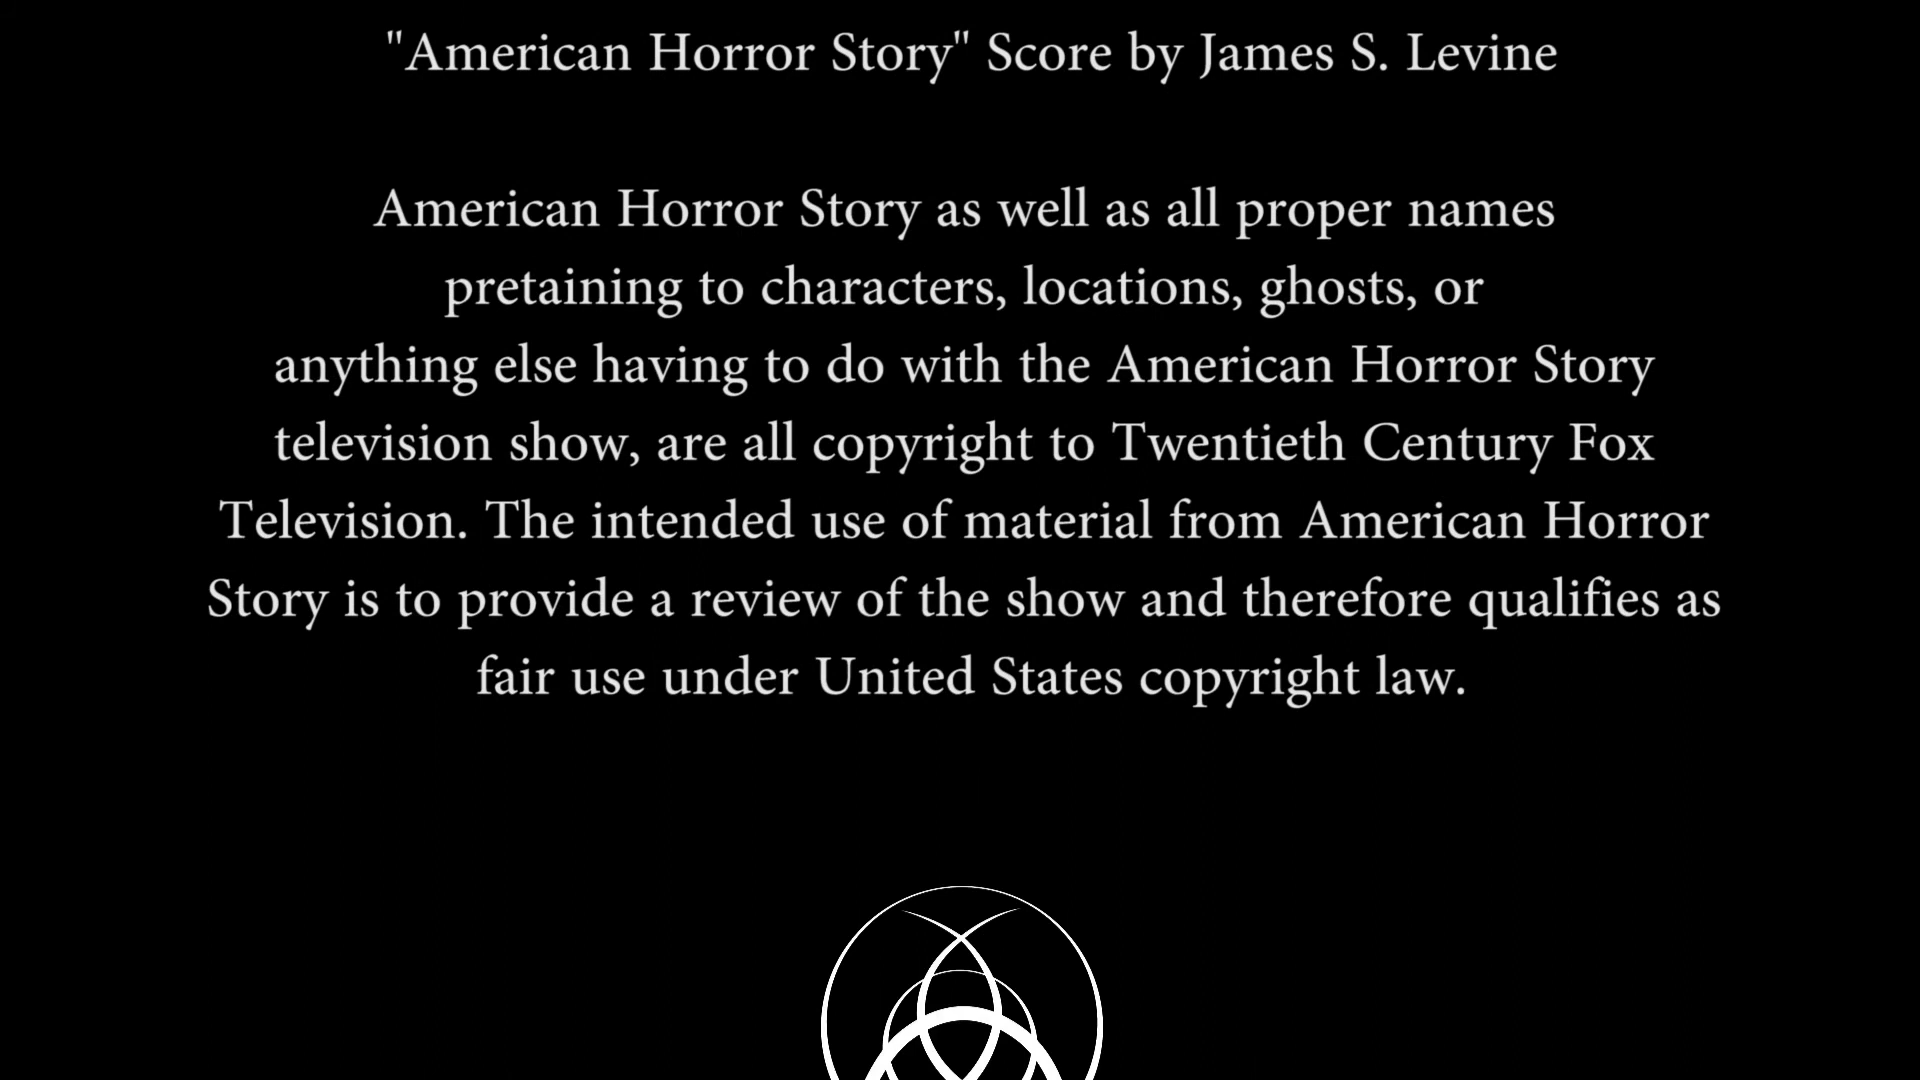 "American Horror Story" Score by James S. Levine
American Horror Story as well as all proper names
pretaining to characters, locations, ghosts, or
anything else having to do with the American Horror Story
television show, are all copyright to Twentieth Century Fox
Television. The intended use of material from American Horror
Story is to provide a review of the show and therefore qualifies as
fair use under United States copyright law.